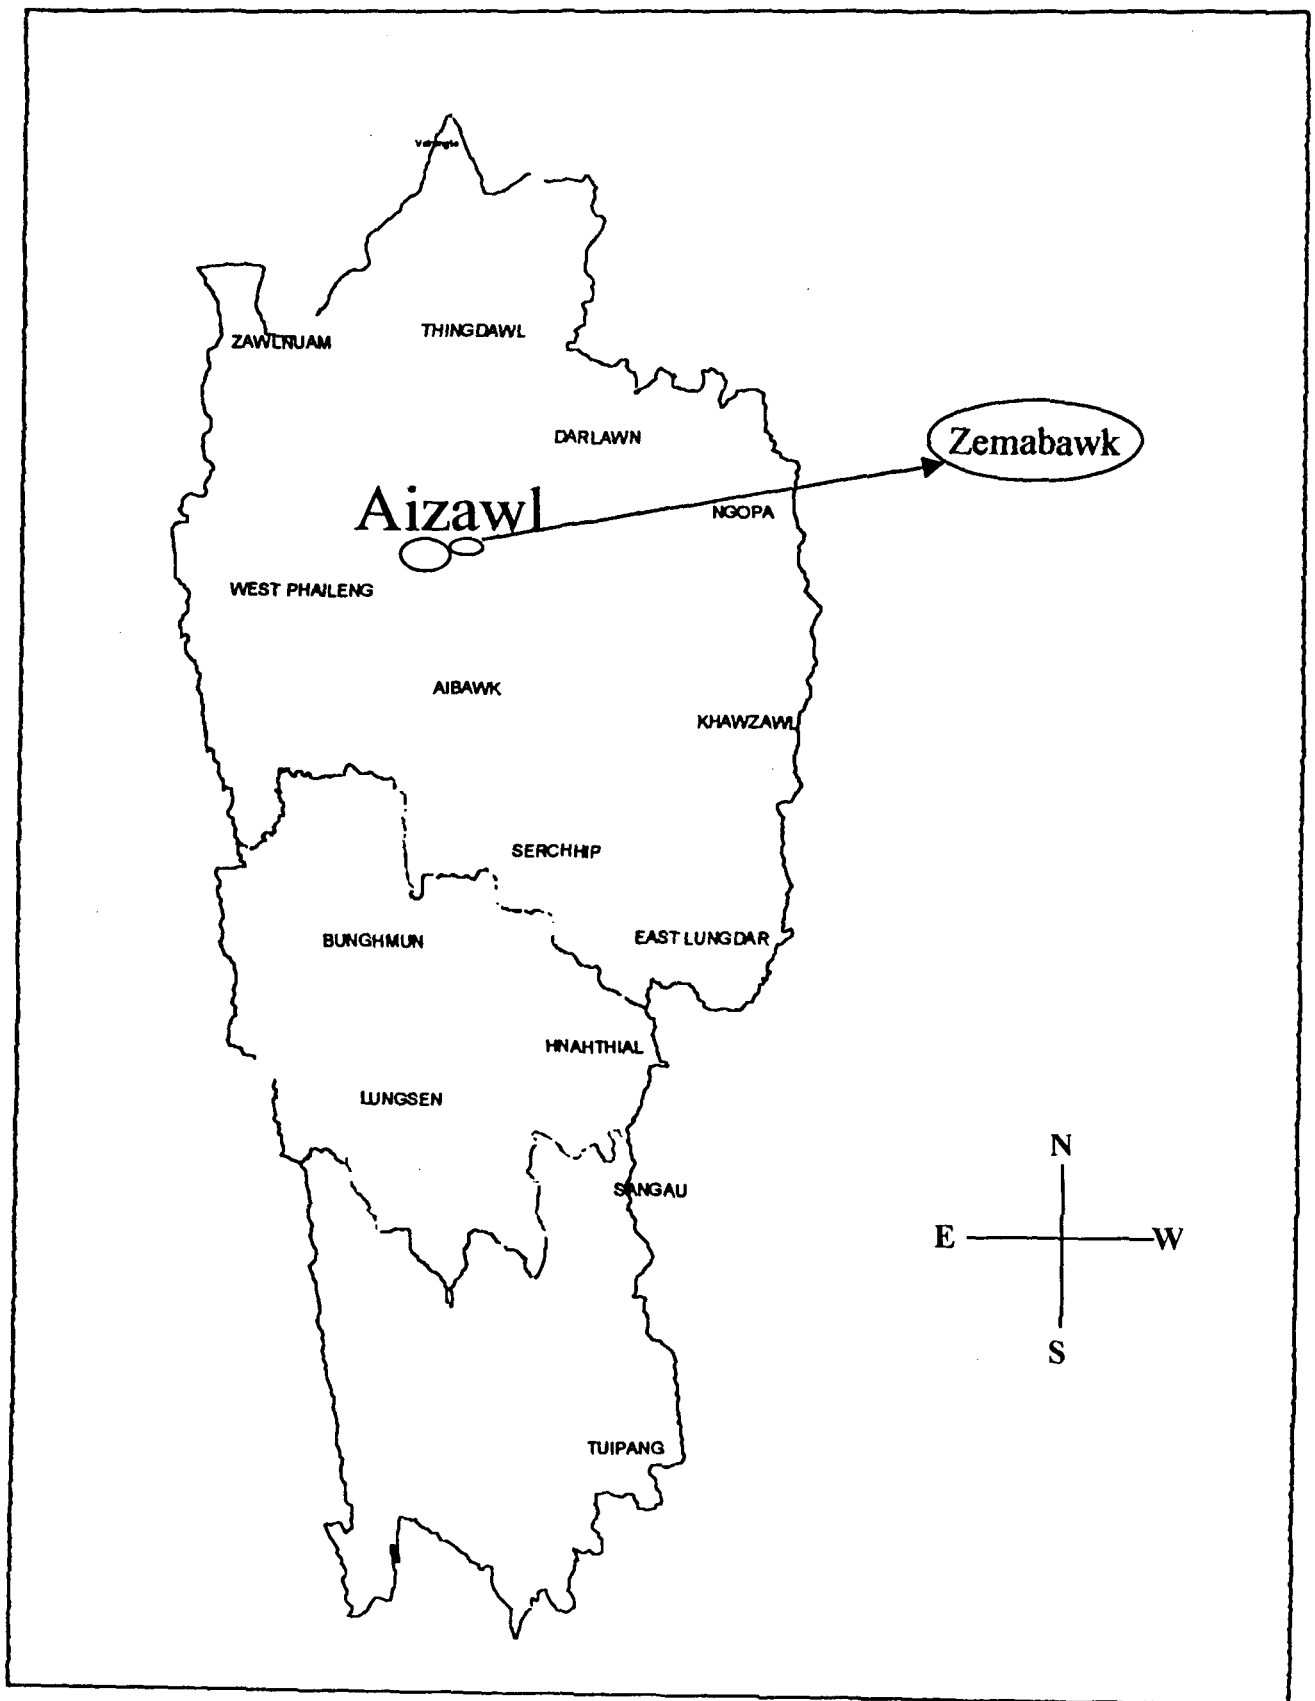 ZAWLNUAM
THINGDAWL
DARLAWN
Zemabawk
Aizawl
NGOPA
WEST PHAILENG
AIBAWK
KHAWZAWL
SERCHHIP
BUNGHMUN
EAST LUNGDAR
HNAHTHIAL
LUNGSEN
N
SANGAU
E
W
S
TUIPANG